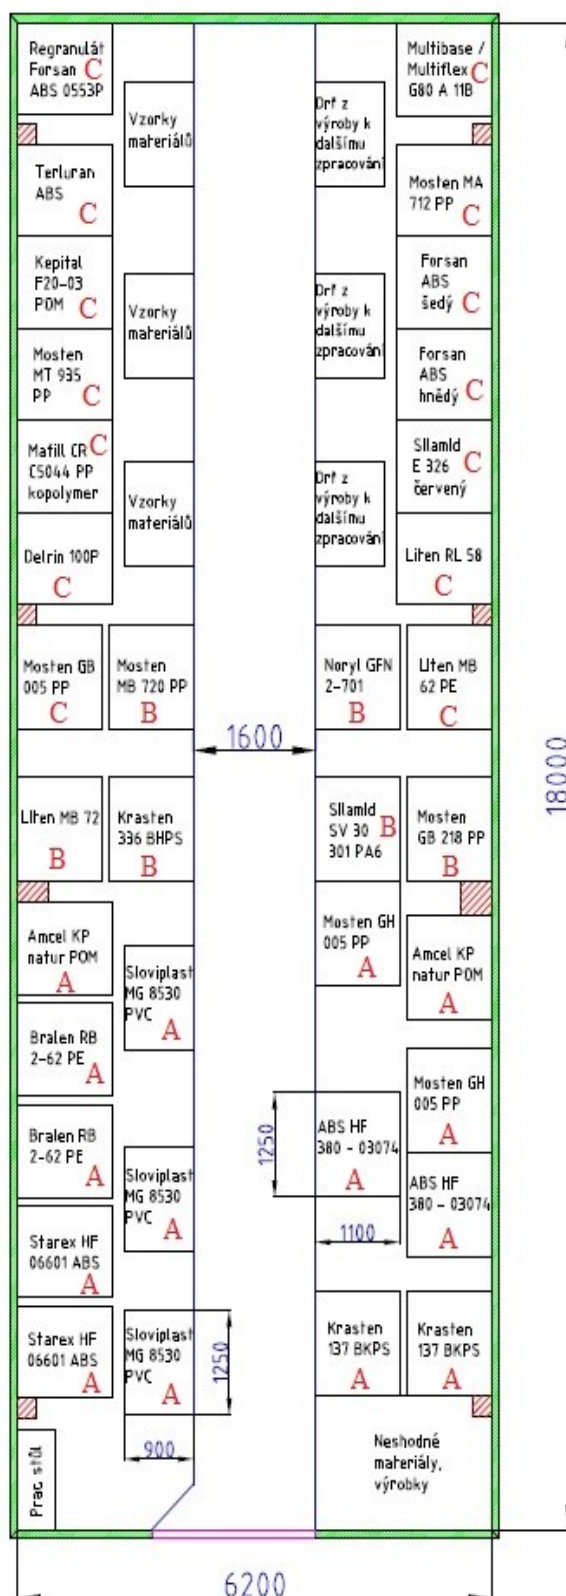 Regranulát
Forsan C
ABS 0553P
Vzorky
materiálů
Drť z
výroby k
dalšímu
zpracování
Multibase /
Multiflex C
G80 A 11B
Terluran
ABS
C
Mosten MA
712 PP
C
Kepital
F20-03
POM C
Vzorky
materiálů
Drť z
výroby k
dalšímu
zpracování
Forsan
ABS
šedý C
Mosten
MT 935
PP C
Forsan
ABS
hnědý C
Mafill CR C
C5044 PP
kopolymer
Vzorky
materiálů
Drť z
výroby k
dalšímu
zpracování
Silamid
E 326 C
červený
Delrin 100P
C
Liten RL 58
C
Mosten GB
005 PP
C
Mosten
MB 720 PP
B
Noryl GFN
2-701
B
Liten MB
62 PE
C
1600
18000
Liten MB 72
B
Krasten
336 BHPS
B
Silamid
SV 30 B
301 PA6
Mosten
GB 218 PP
B
Amcel KP
natur POM
A
Sloviplast
MG 8530
PVC A
Mosten GH
005 PP
A
Amcel KP
natur POM
A
Bralen RB
2-62 PE
A
Mosten GH
005 PP
A
Bralen RB
2-62 PE
A
Sloviplast
MG 8530
PVC A
1250
ABS HF
380 - 03074
A
1100
ABS HF
380 - 03074
A
Starex HF
06601 ABS
A
Starex HF
06601 ABS
A
Sloviplast
MG 8530
PVC A
1250
900
Krasten
137 BKPS
A
Krasten
137 BKPS
A
Prac. stůl
Neshodné
materiály,
výrobky
6200